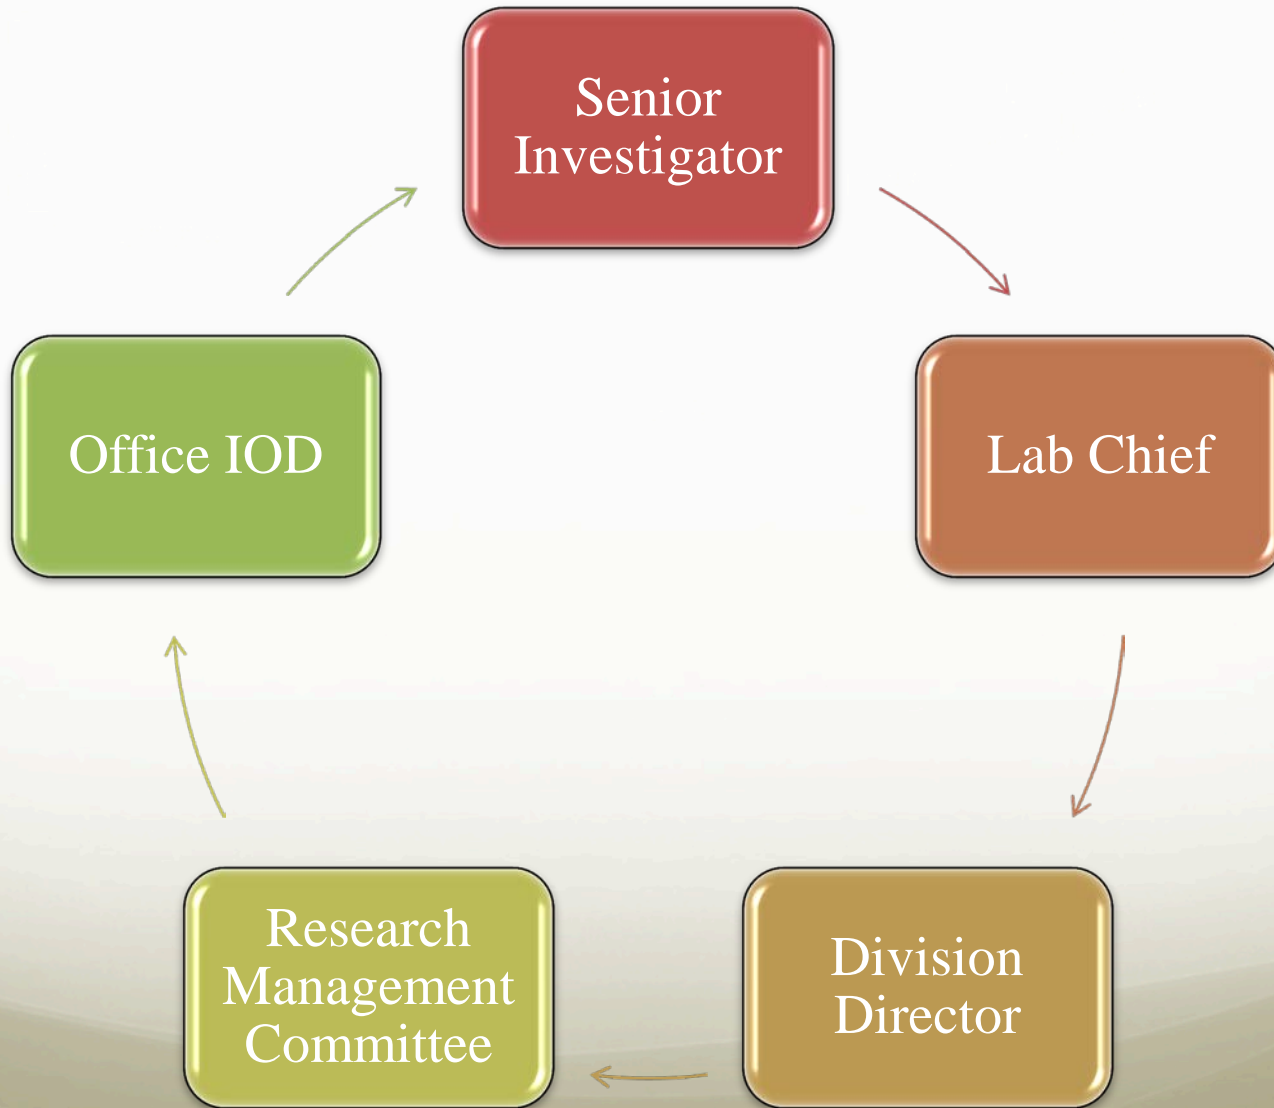 Senior
Investigator
Lab Chief
Division
Director
Research
Management
Committee
Office IOD